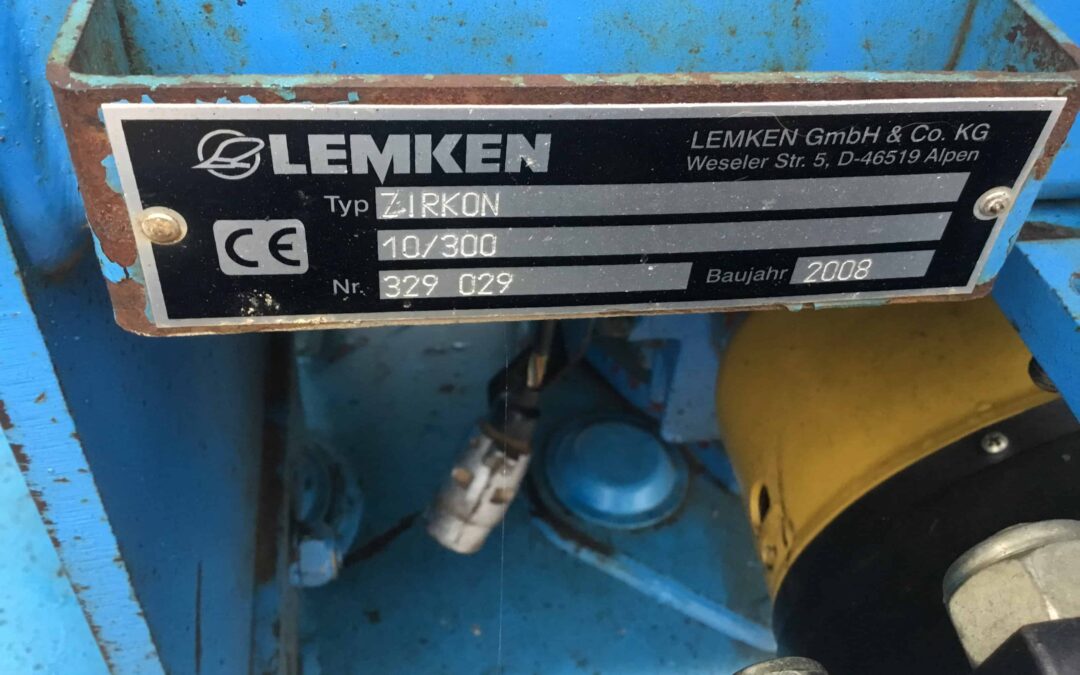 LEMKEN
LEMKEN GmbH & Co. KG
Weseler Str. 5, D-46519 Alpen
Typ ZIRKON
10/300
CE
Nr. 329 029 Baujahr 2008